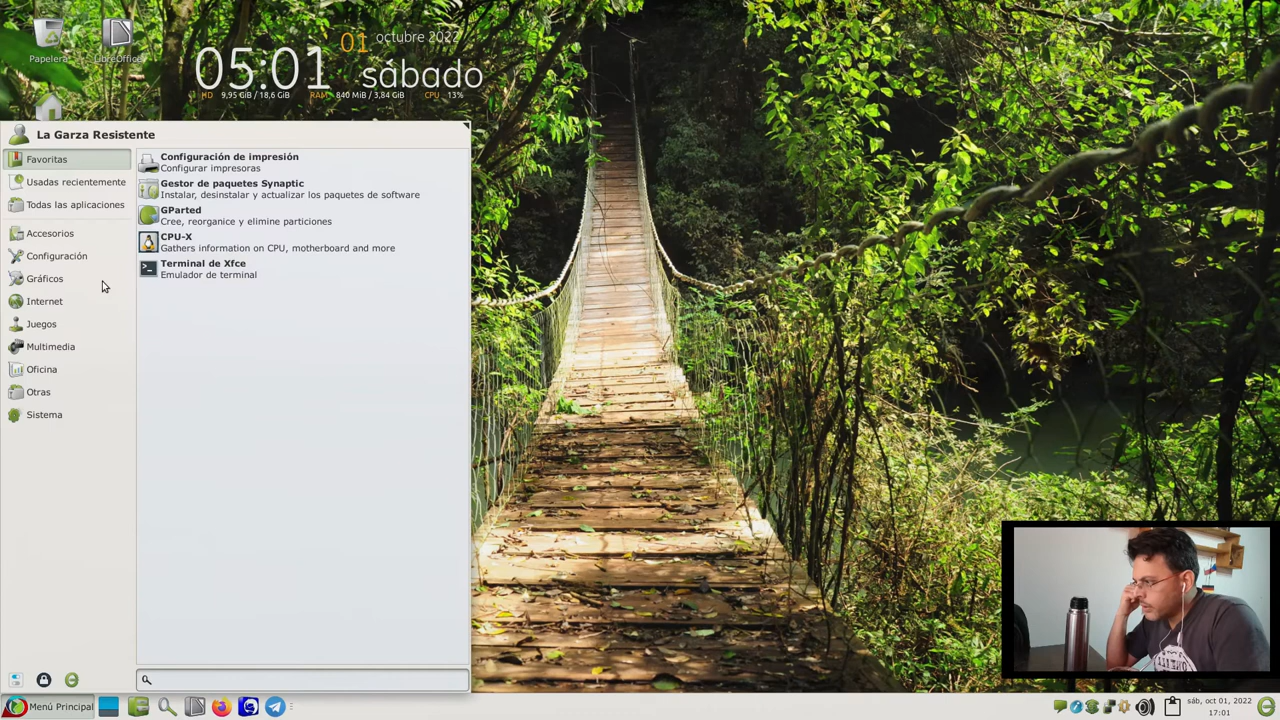 Papelera
LibreOffice
05:01
01
octubre 2022
sábado
HD 9,95 GiB / 18,6 GiB RAM 840 MiB / 3,84 GiB CPU 13%
La Garza Resistente
Favoritas
Usadas recientemente
Todas las aplicaciones
Accesorios
Configuración
Gráficos
Internet
Juegos
Multimedia
Oficina
Otras
Sistema
Configuración de impresión
Configurar impresoras
Gestor de paquetes Synaptic
Instalar, desinstalar y actualizar los paquetes de software
GParted
Cree, reorganice y elimine particiones
CPU-X
Gathers information on CPU, motherboard and more
Terminal de Xfce
Emulador de terminal
Menú Principal
sáb, oct 01, 2022
17:01